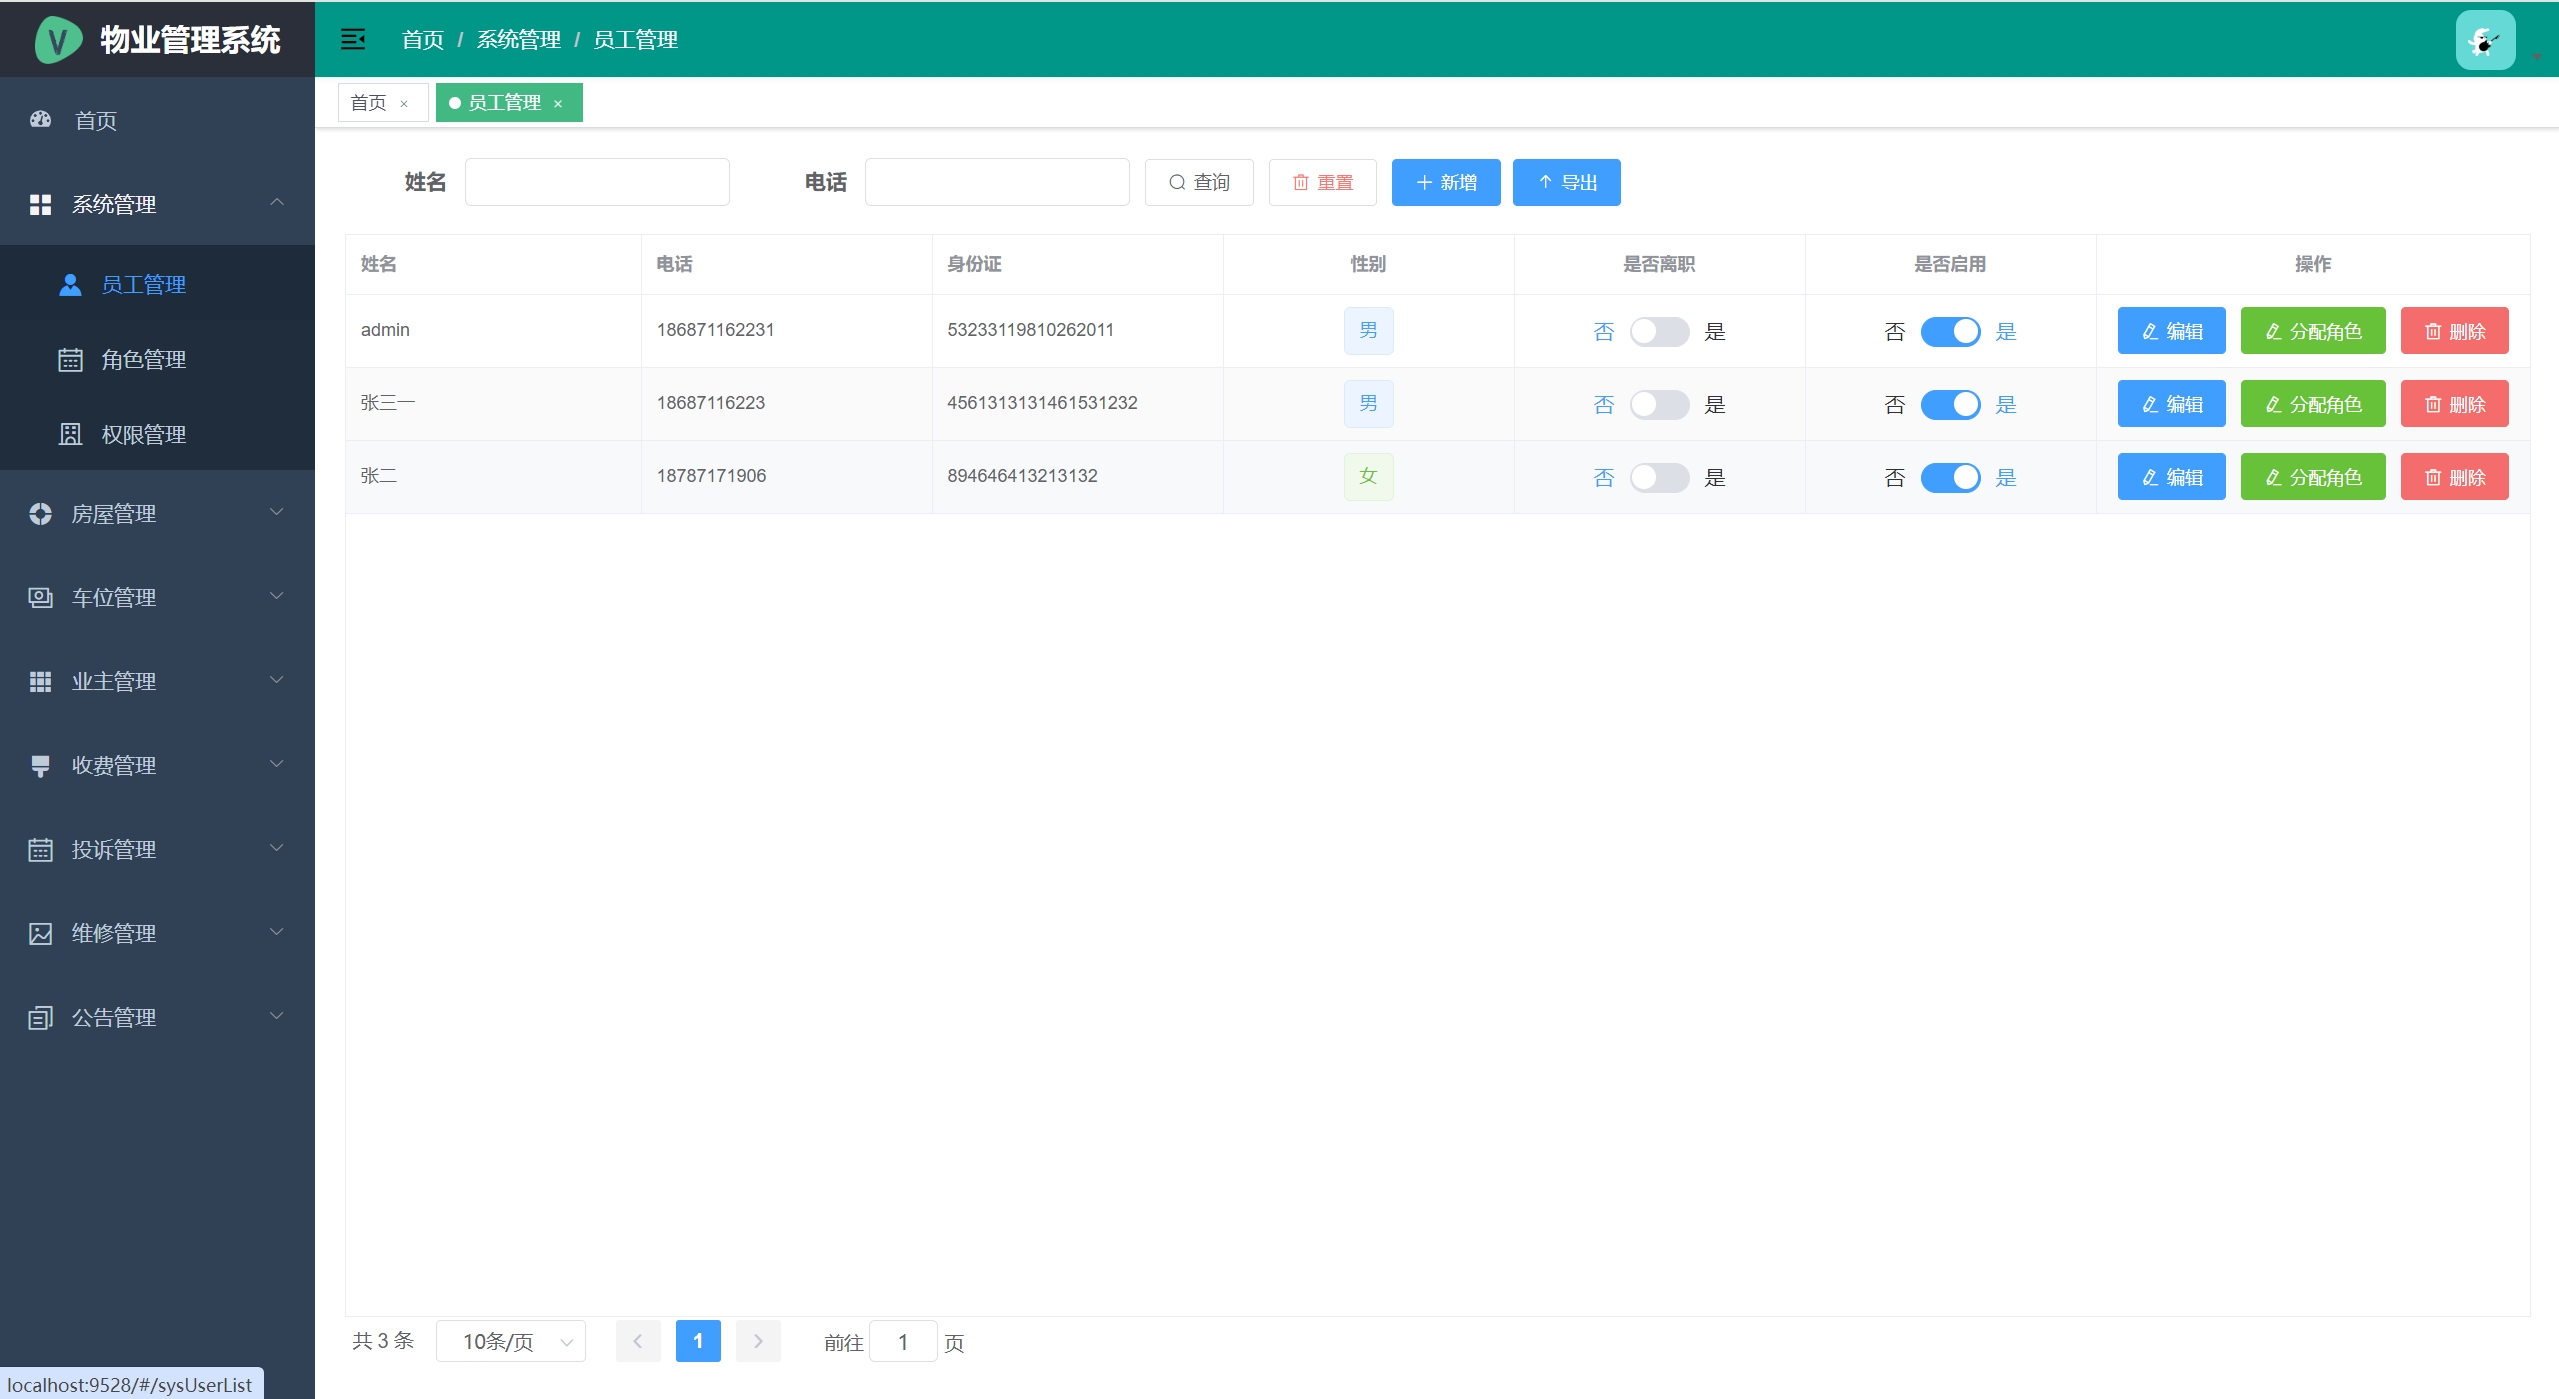 物业管理系统
首页 / 系统管理 / 员工管理
首页 ×
员工管理 ×
首页
系统管理
员工管理
角色管理
权限管理
房屋管理
车位管理
业主管理
收费管理
投诉管理
维修管理
公告管理
姓名 电话 查询 重置 新增 导出
姓名 电话 身份证 性别 是否离职 是否启用 操作
admin 186871162231 53233119810262011 男 否 是 否 是 编辑 分配角色 删除
张三一 18687116223 4561313131461531232 男 否 是 否 是 编辑 分配角色 删除
张二 18787171906 894646413213132 女 否 是 否 是 编辑 分配角色 删除
共 3 条 10条/页 1 前往 1 页
localhost:9528/#/sysUserList